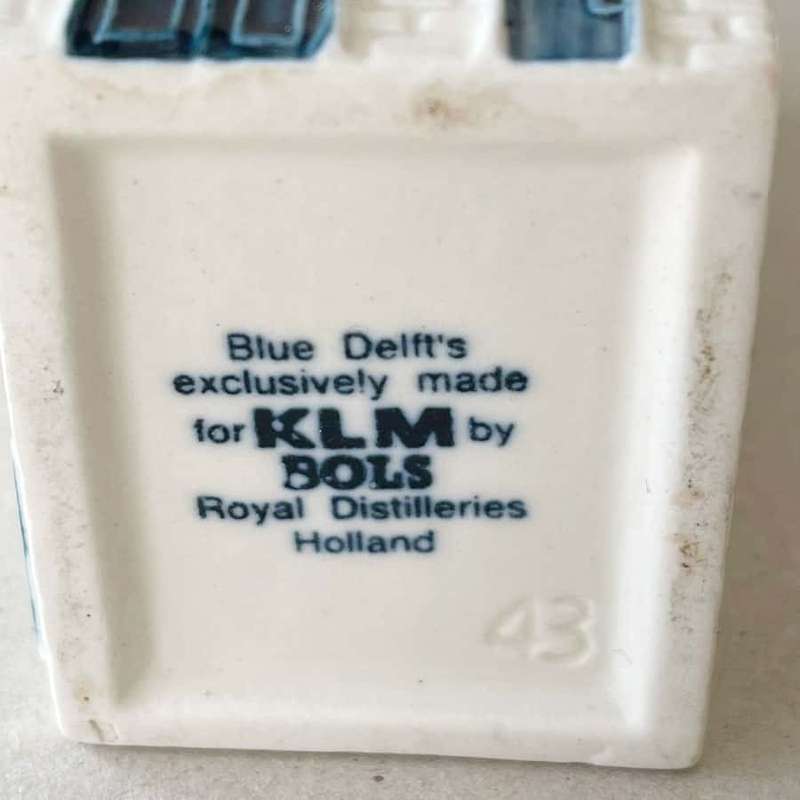 Blue Delft's
exclusively made
for KLM by
BOLS
Royal Distilleries
Holland
43